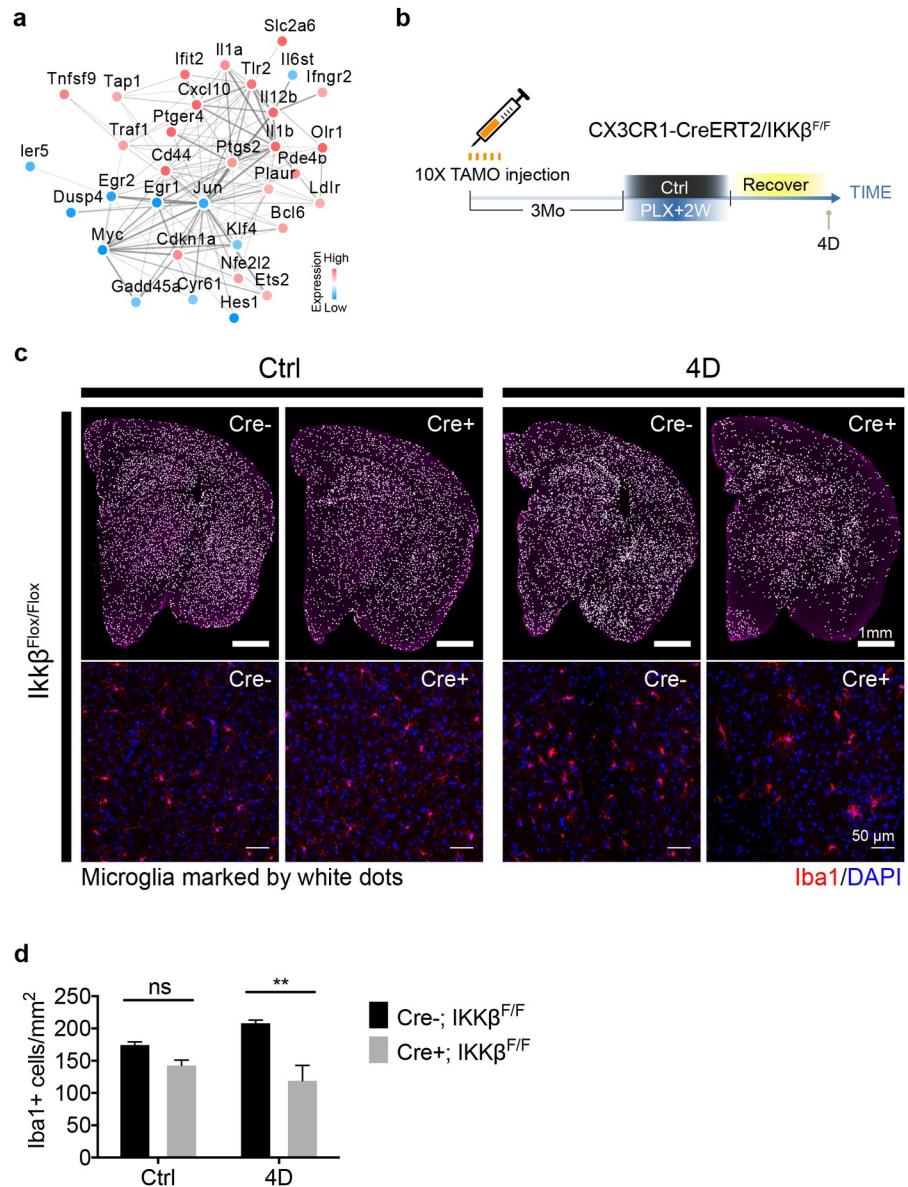 a
Slc2a6
Il1a
Il6st
Ifit2
Tlr2
Ifngr2
Tnfsf9
Tap1
Cxcl10
Il12b
Ptger4
Traf1
Il1b
Olr1
Ptgs2
Cd44
Pde4b
Ier5
Plaur
Egr2
Egr1
Jun
Ldlr
Dusp4
Bcl6
Myc
Cdkn1a
Klf4
Nfe2l2
Ets2
Gadd45a
Cyr61
Hes1
Expression
High
Low
b
CX3CR1-CreERT2/IKKβF/F
10X TAMO injection
Ctrl
Recover
TIME
3Mo
PLX+2W
4D
c
Ctrl
4D
IkkβFlox/Flox
Cre-
Cre+
Cre-
Cre+
1mm
Cre-
Cre+
Cre-
Cre+
50 µm
Microglia marked by white dots
Iba1/DAPI
d
Iba1+ cells/mm2
250
200
150
100
50
0
ns
**
Ctrl
4D
Cre-; IKKβF/F
Cre+; IKKβF/F